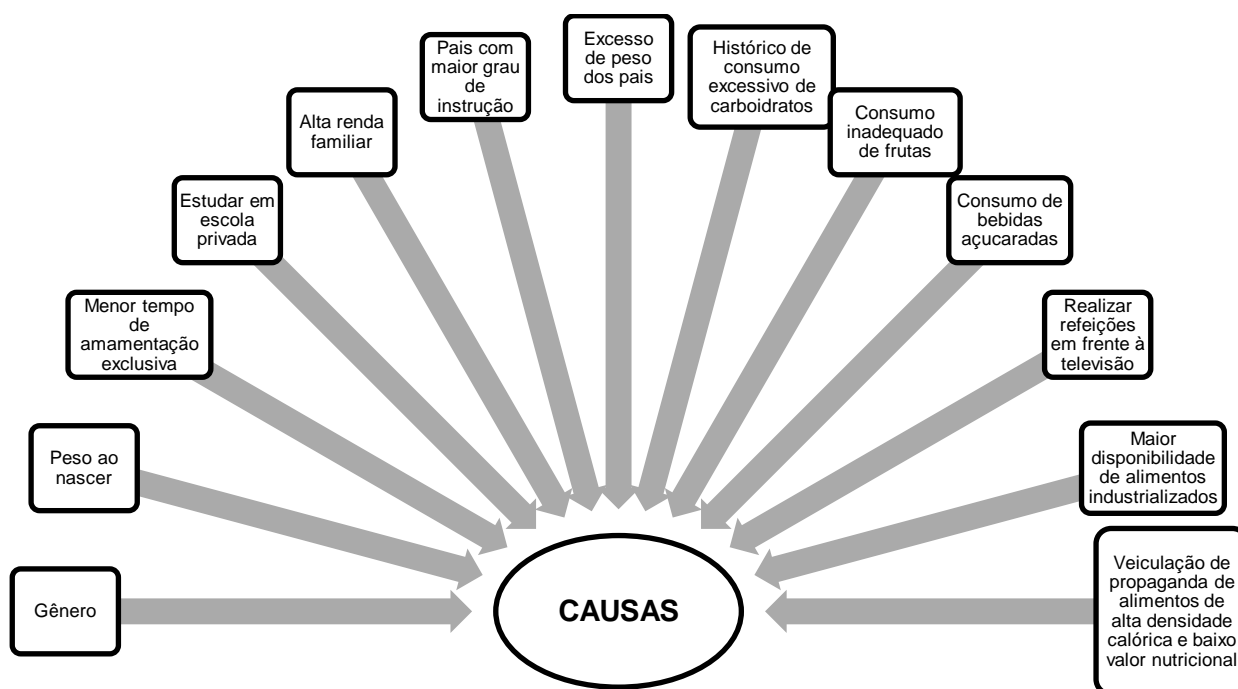 Gênero
Peso ao
nascer
Menor tempo
de
amamentação
exclusiva
Estudar em
escola
privada
Alta renda
familiar
Pais com
maior grau
de
instrução
Excesso
de peso
dos pais
Histórico de
consumo
excessivo de
carboidratos
Consumo
inadequado
de frutas
Consumo de
bebidas
açucaradas
Realizar
refeições
em frente à
televisão
Maior
disponibilidade
de alimentos
industrializados
Veiculação de
propaganda de
alimentos de
alta densidade
calórica e baixo
valor nutricional
CAUSAS